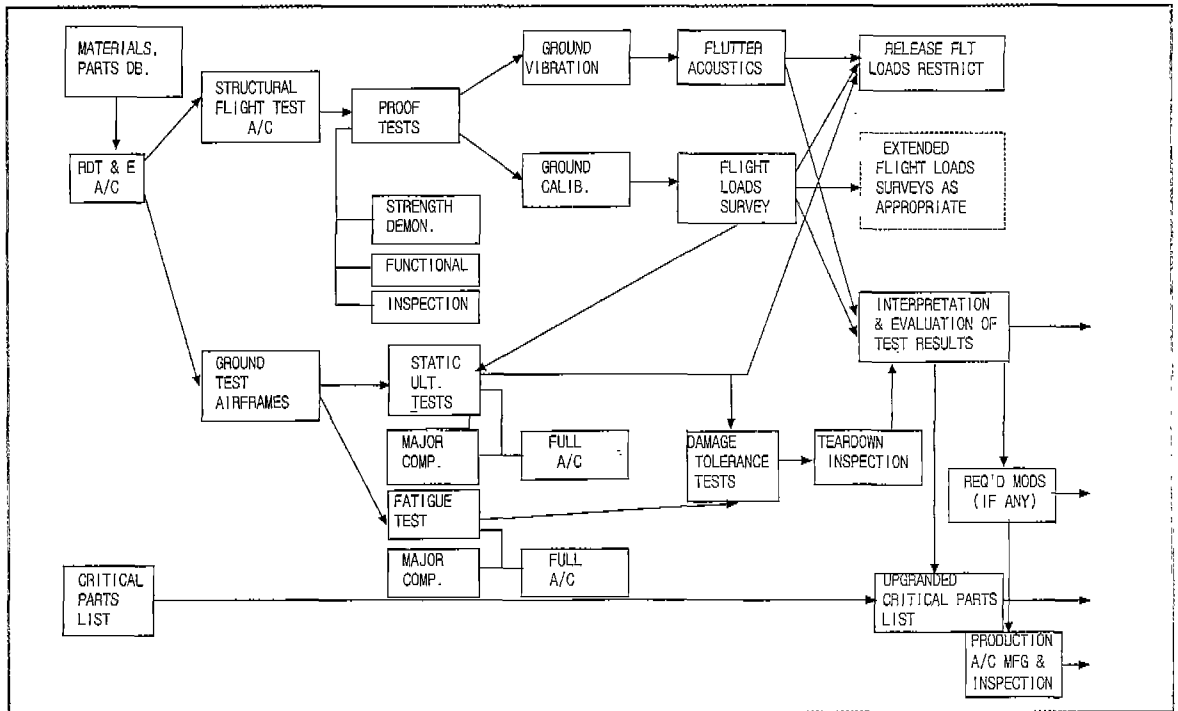 MATERIALS,
PARTS DB.
RDT & E
A/C
STRUCTURAL
FLIGHT TEST
A/C
PROOF
TESTS
STRENGTH
DEMON.
FUNCTIONAL
INSPECTION
GROUND
VIBRATION
GROUND
CALIB.
FLUTTER
ACOUSTICS
FLIGHT
LOADS
SURVEY
RELEASE FLT
LOADS RESTRICT
EXTENDED
FLIGHT LOADS
SURVEYS AS
APPROPRIATE
INTERPRETATION
& EVALUATION OF
TEST RESULTS
GROUND
TEST
AIRFRAMES
STATIC
ULT.
TESTS
MAJOR
COMP.
FULL
A/C
FATIGUE
TEST
MAJOR
COMP.
FULL
A/C
DAMAGE
TOLERANCE
TESTS
TEARDOWN
INSPECTION
REQ'D MODS
(IF ANY)
CRITICAL
PARTS
LIST
UPGRANDED
CRITICAL PARTS
LIST
PRODUCTION
A/C MFG &
INSPECTION